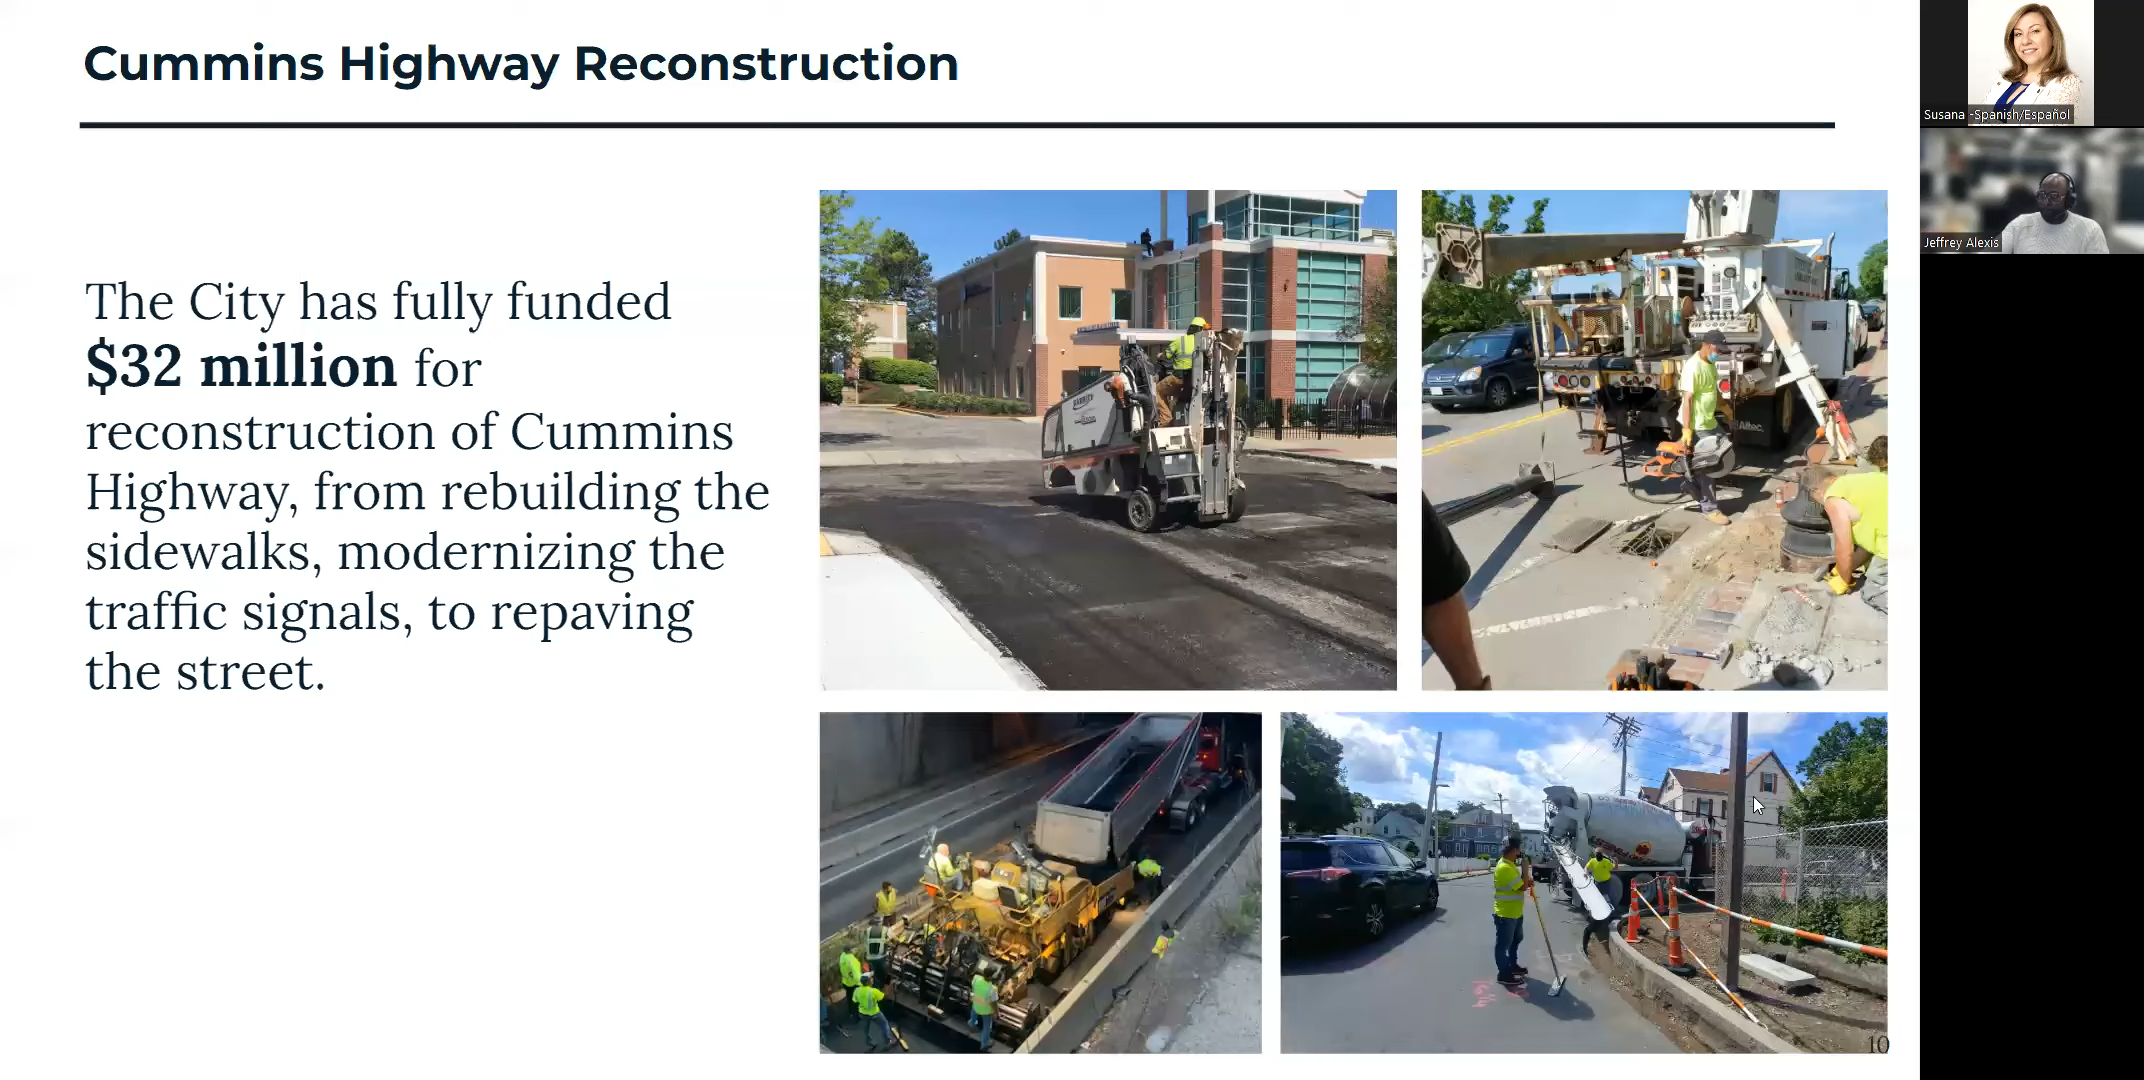 Cummins Highway Reconstruction
The City has fully funded
$32 million for
reconstruction of Cummins
Highway, from rebuilding the
sidewalks, modernizing the
traffic signals, to repaving
the street.
Altec
10
Susana -Spanish/Español
Jeffrey Alexis